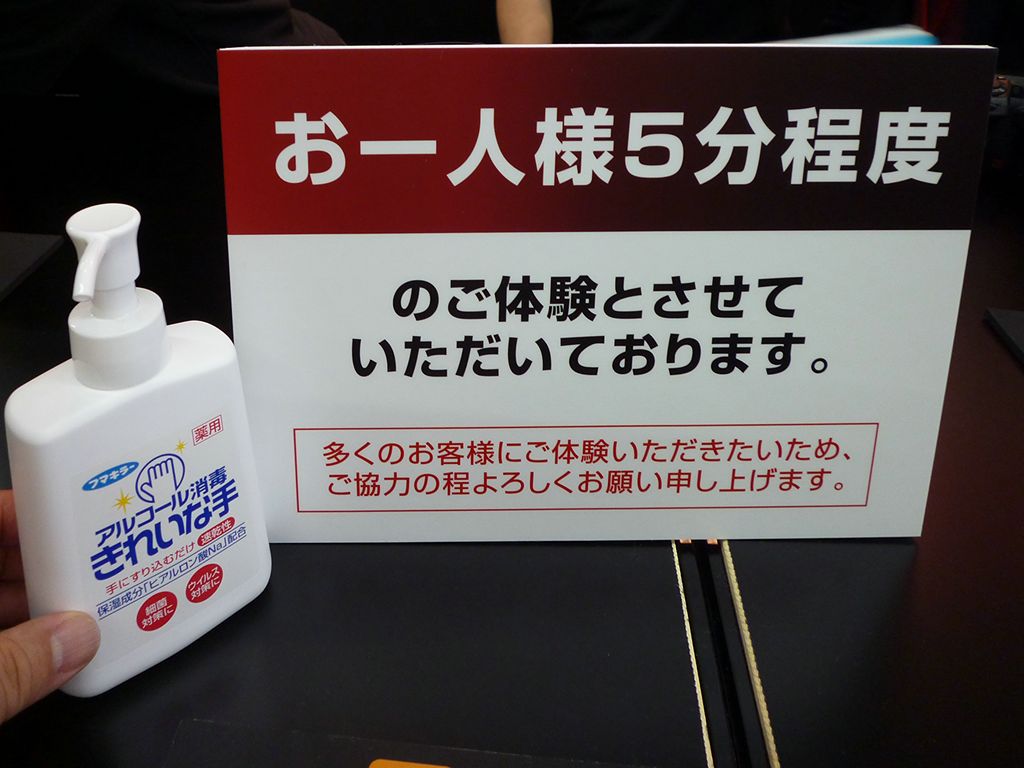 お一人様5分程度
のご体験とさせて
いただいております。
多くのお客様にご体験いただきたいため、
ご協力の程よろしくお願い申し上げます。
薬用
フマキラー
アルコール消毒
きれいな手
手にすり込むだけ 速乾性
保湿成分「ヒアルロン酸Na」配合
細菌
対策に
ウイルス
対策に